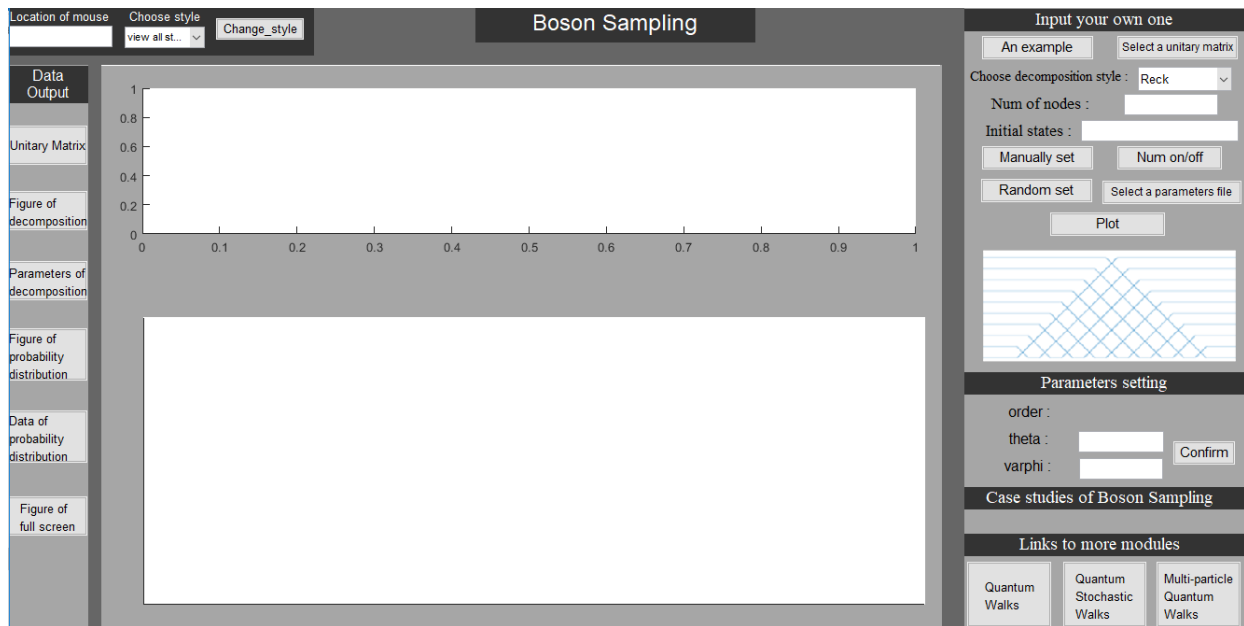 Location of mouse
Choose style
view all st...
Change_style
Boson Sampling
Data
Output
Unitary Matrix
Figure of
decomposition
Parameters of
decomposition
Figure of
probability
distribution
Data of
probability
distribution
Figure of
full screen
1
0.8
0.6
0.4
0.2
0
0 0.1 0.2 0.3 0.4 0.5 0.6 0.7 0.8 0.9 1
Input your own one
An example
Select a unitary matrix
Choose decomposition style :
Reck
Num of nodes :
Initial states :
Manually set
Num on/off
Random set
Select a parameters file
Plot
Parameters setting
order :
theta :
varphi :
Confirm
Case studies of Boson Sampling
Links to more modules
Quantum
Walks
Quantum
Stochastic
Walks
Multi-particle
Quantum
Walks